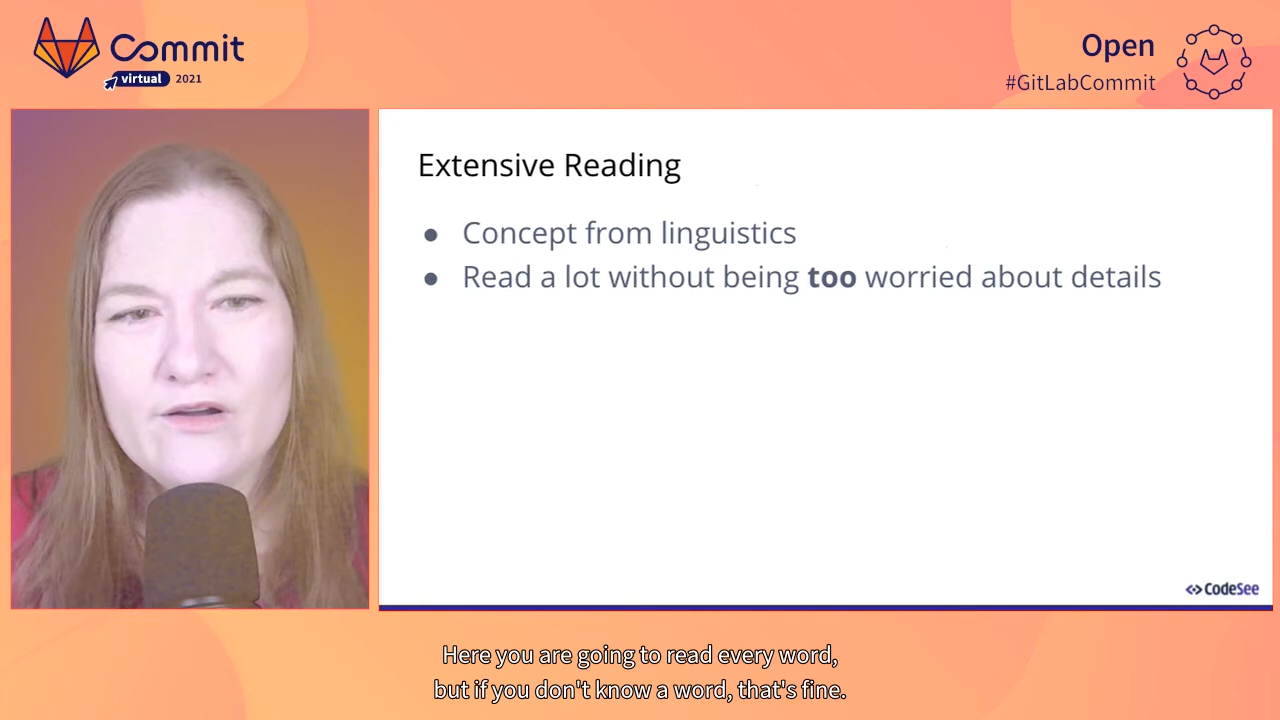 Commit
virtual 2021
Open
#GitLabCommit
Extensive Reading
● Concept from linguistics
● Read a lot without being too worried about details
CodeSee
Here you are going to read every word,
but if you don't know a word, that's fine.